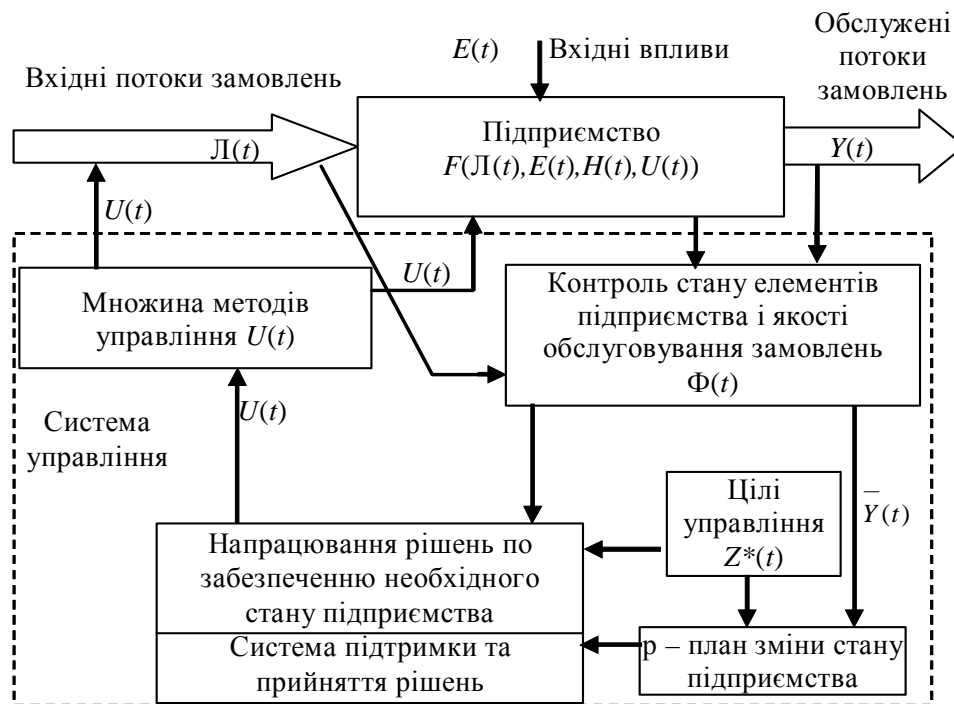 Обслужені
потоки
замовлень
E(t)
Вхідні впливи
Вхідні потоки замовлень
Л(t)
Підприємство
F(Л(t),E(t),H(t),U(t))
Y(t)
U(t)
U(t)
Множина методів
управління U(t)
Контроль стану елементів
підприємства і якості
обслуговування замовлень
Ф(t)
U(t)
Система
управління
Цілі
управління
Z*(t)
Y̅(t)
Напрацювання рішень по
забезпеченню необхідного
стану підприємства
Система підтримки та
прийняття рішень
р – план зміни стану
підприємства